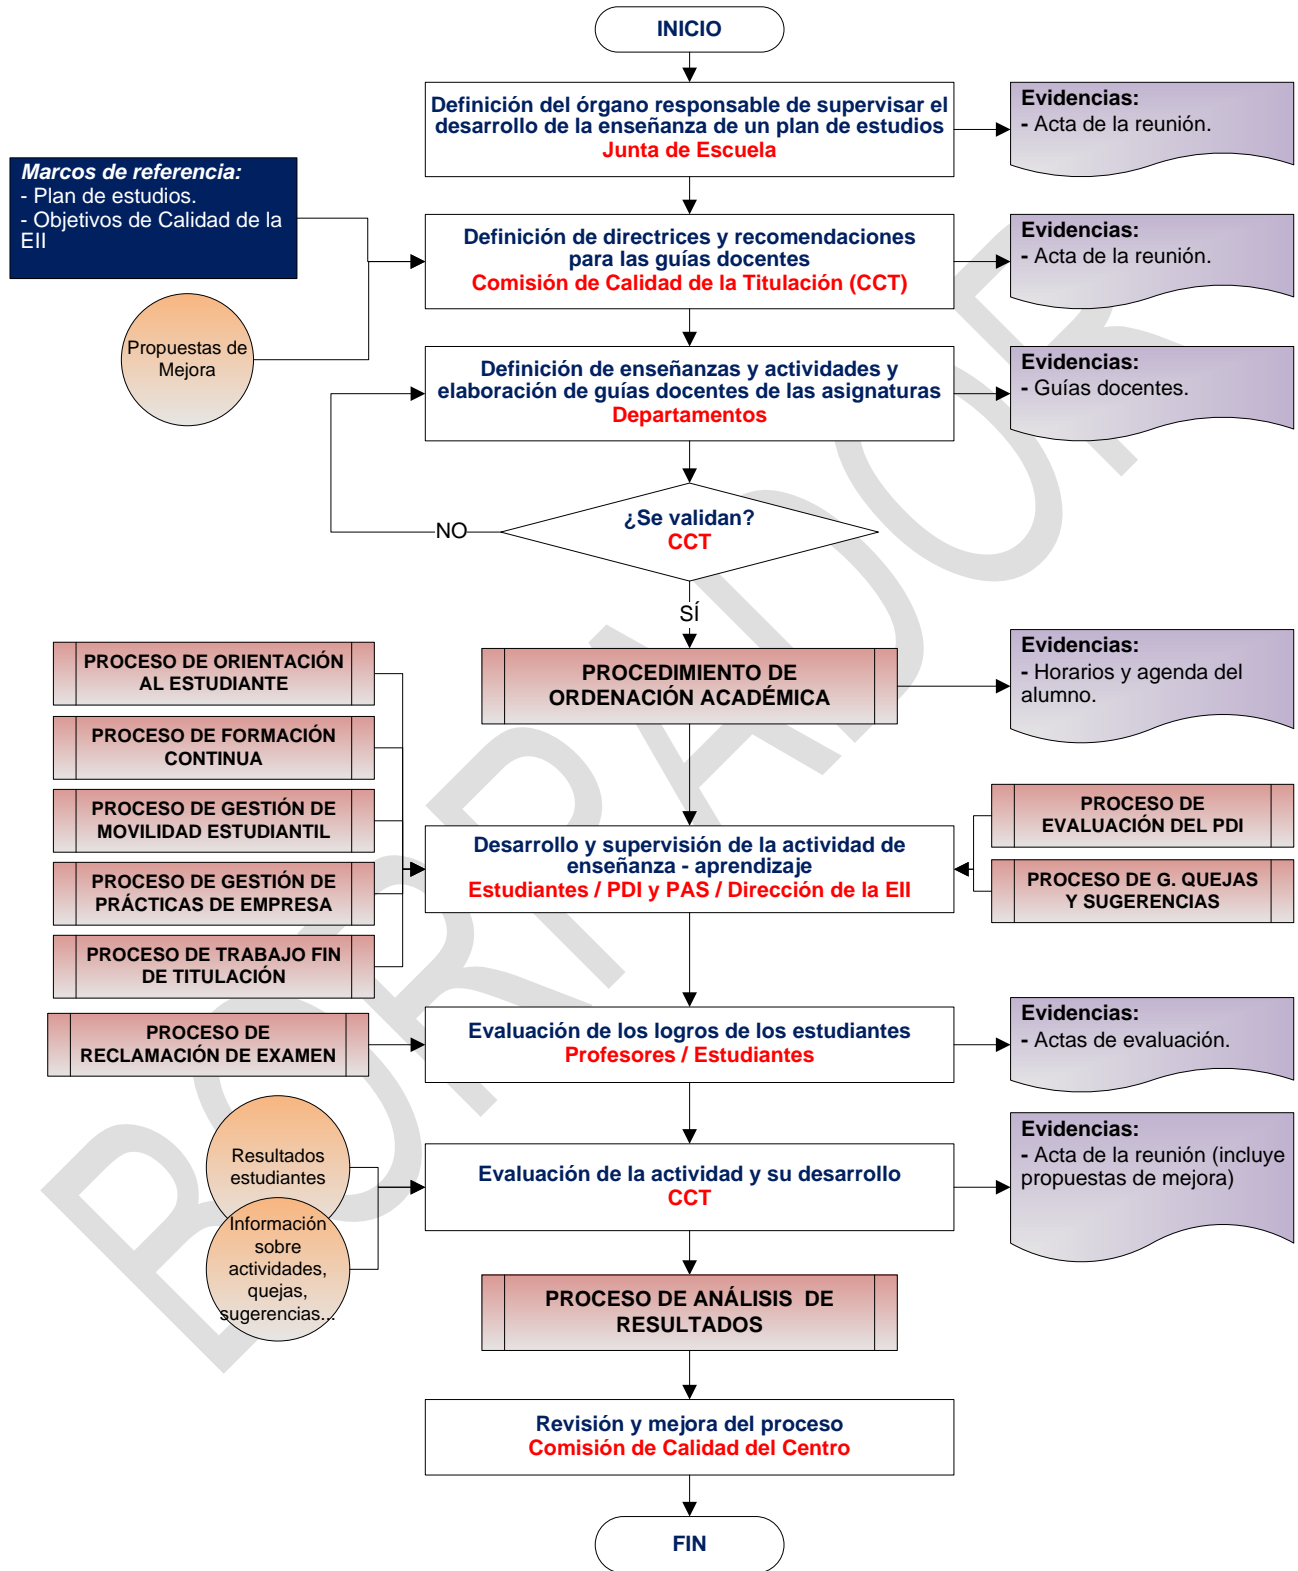 INICIO
Definición del órgano responsable de supervisar el
desarrollo de la enseñanza de un plan de estudios
Junta de Escuela
Evidencias:
- Acta de la reunión.
Marcos de referencia:
- Plan de estudios.
- Objetivos de Calidad de la
EII
Definición de directrices y recomendaciones
para las guías docentes
Comisión de Calidad de la Titulación (CCT)
Evidencias:
- Acta de la reunión.
Propuestas de
Mejora
Definición de enseñanzas y actividades y
elaboración de guías docentes de las asignaturas
Departamentos
Evidencias:
- Guías docentes.
¿Se validan?
CCT
NO
SÍ
PROCEDIMIENTO DE
ORDENACIÓN ACADÉMICA
Evidencias:
- Horarios y agenda del
alumno.
PROCESO DE ORIENTACIÓN
AL ESTUDIANTE
PROCESO DE FORMACIÓN
CONTINUA
PROCESO DE GESTIÓN DE
MOVILIDAD ESTUDIANTIL
PROCESO DE GESTIÓN DE
PRÁCTICAS DE EMPRESA
PROCESO DE TRABAJO FIN
DE TITULACIÓN
Desarrollo y supervisión de la actividad de
enseñanza - aprendizaje
Estudiantes / PDI y PAS / Dirección de la EII
PROCESO DE
EVALUACIÓN DEL PDI
PROCESO DE G. QUEJAS
Y SUGERENCIAS
PROCESO DE
RECLAMACIÓN DE EXAMEN
Evaluación de los logros de los estudiantes
Profesores / Estudiantes
Evidencias:
- Actas de evaluación.
Resultados
estudiantes
Información
sobre
actividades,
quejas,
sugerencias...
Evaluación de la actividad y su desarrollo
CCT
Evidencias:
- Acta de la reunión (incluye
propuestas de mejora)
PROCESO DE ANÁLISIS DE
RESULTADOS
Revisión y mejora del proceso
Comisión de Calidad del Centro
FIN
BORRADOR